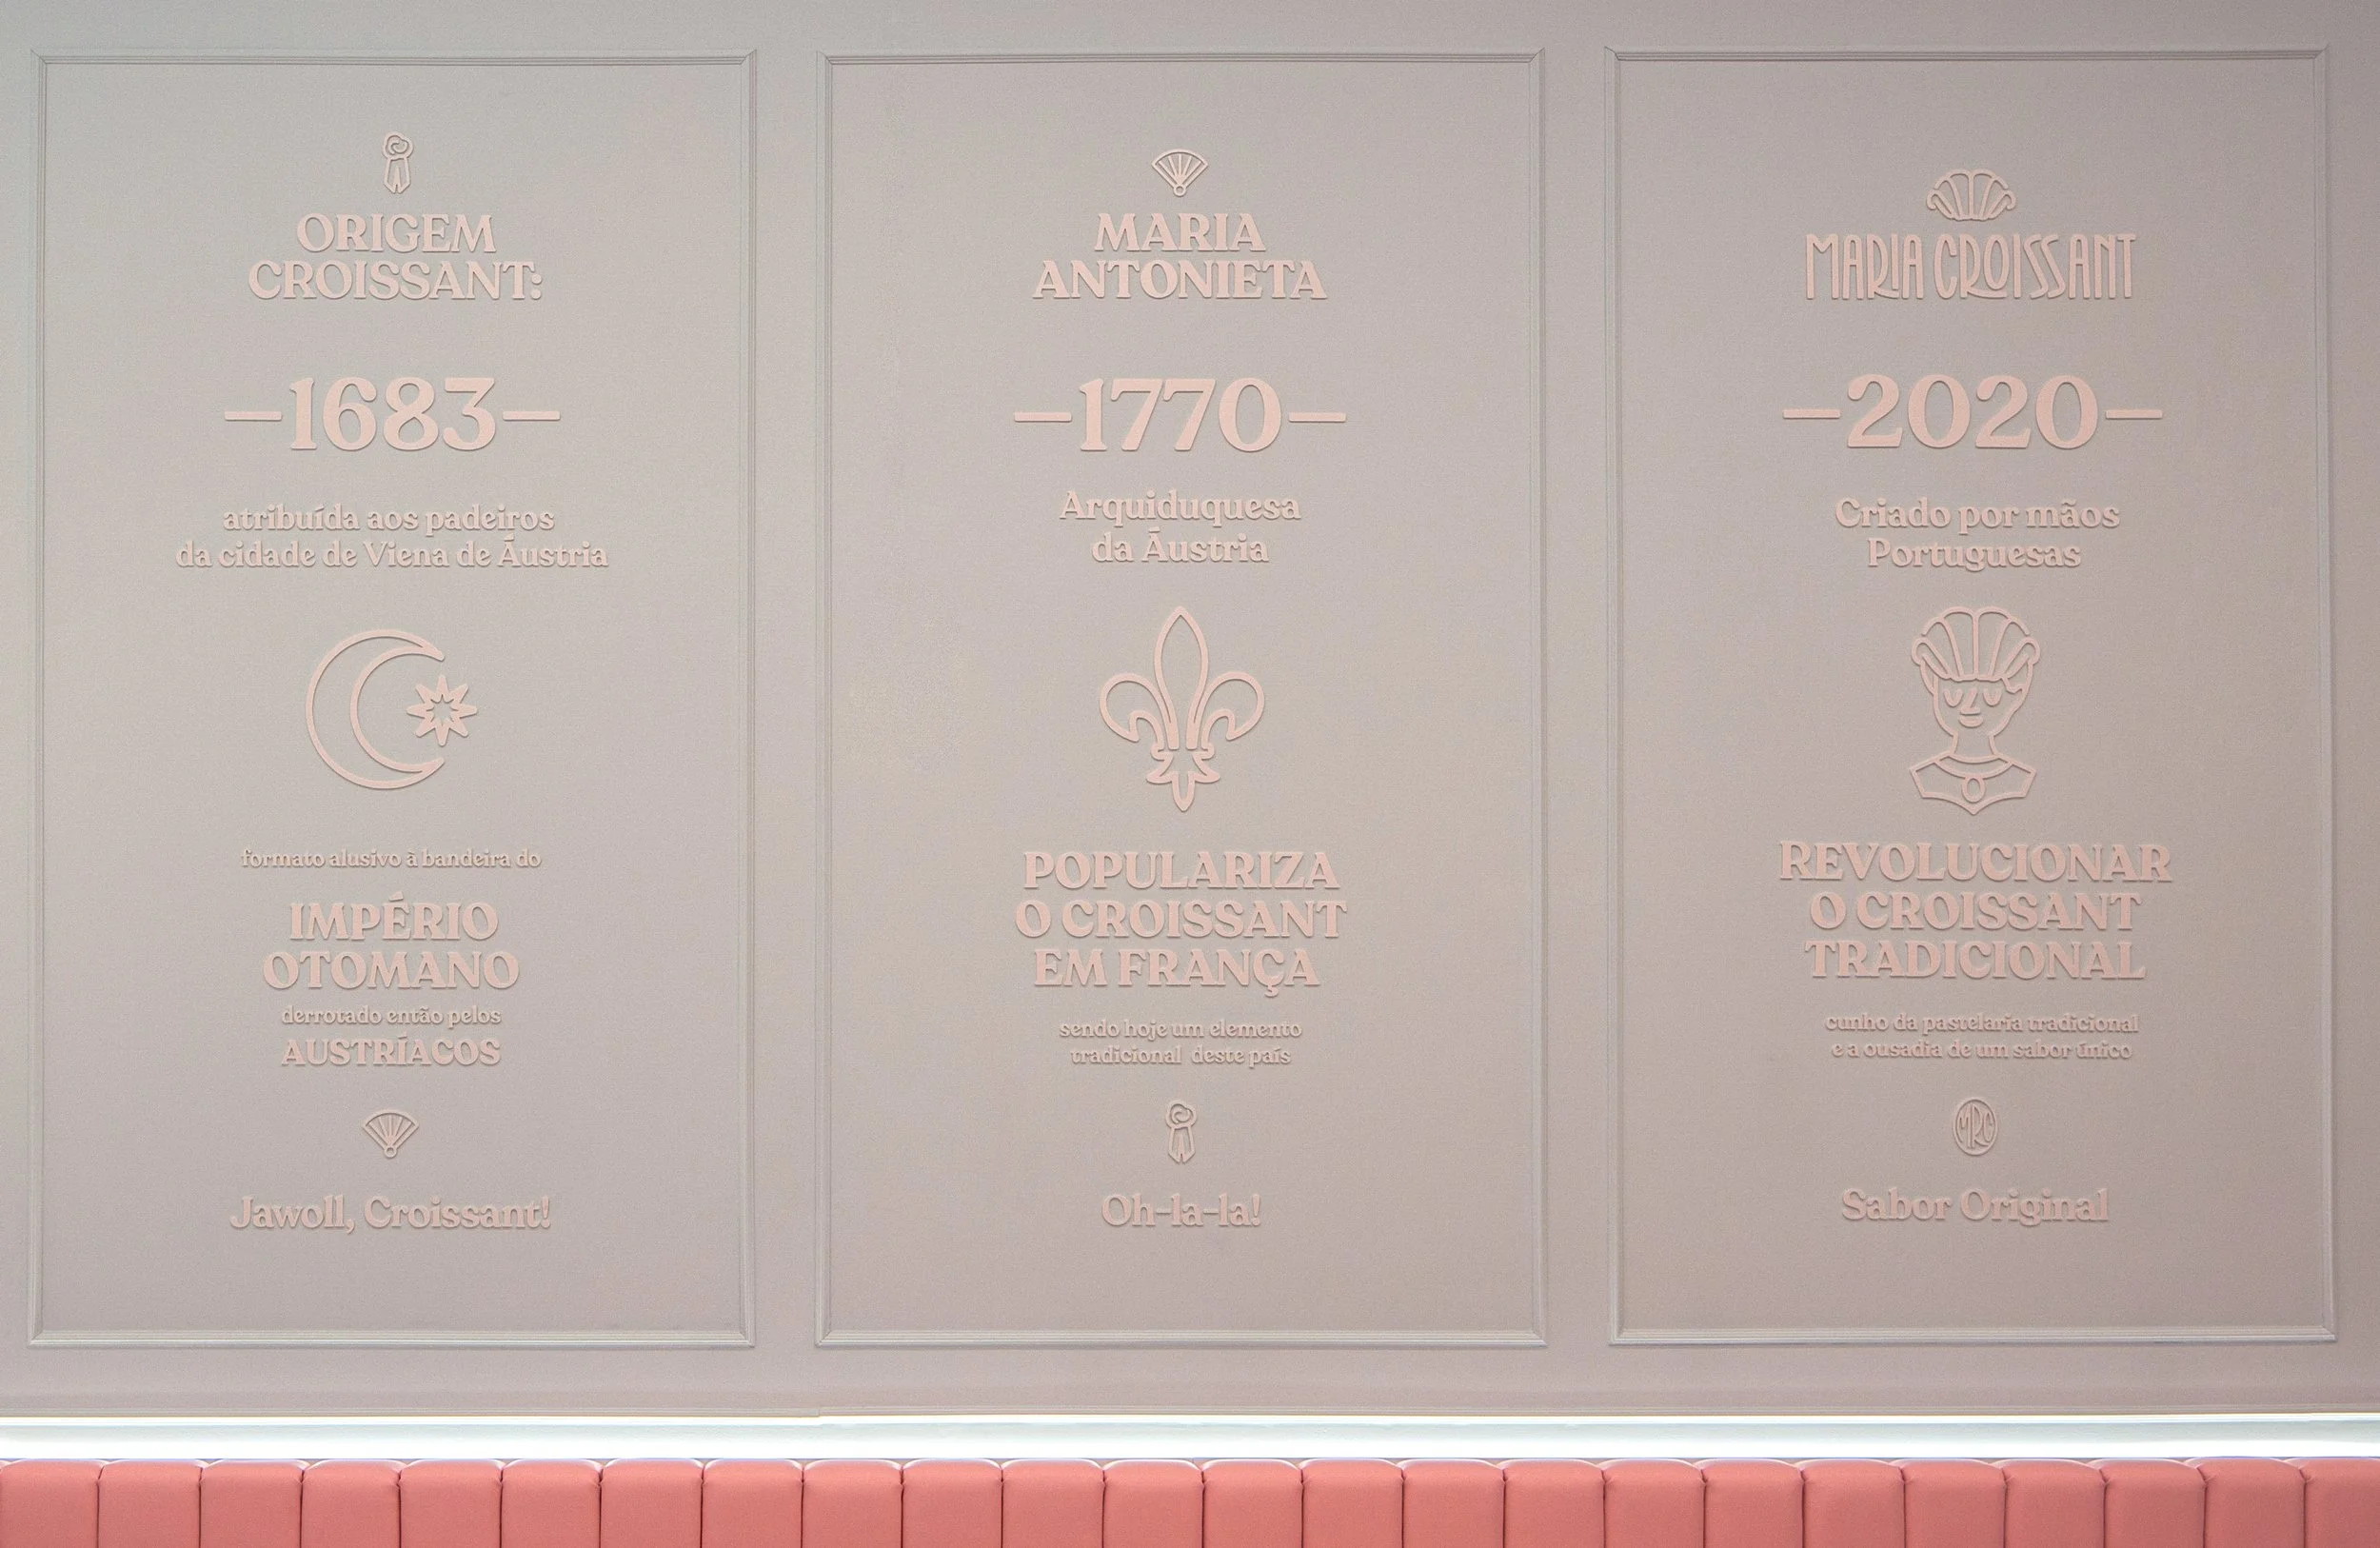 ORIGEM
CROISSANT:
—1683—
atribuída aos padeiros
da cidade de Viena de Áustria
formato alusivo à bandeira do
IMPÉRIO
OTOMANO
derrotado então pelos
AUSTRÍACOS
Jawoll, Croissant!
MARIA
ANTONIETA
—1770—
Arquiduquesa
da Áustria
POPULARIZA
O CROISSANT
EM FRANÇA
sendo hoje um elemento
tradicional deste país
Oh-la-la!
MARIA CROISSANT
—2020—
Criado por mãos
Portuguesas
REVOLUCIONAR
O CROISSANT
TRADICIONAL
cunho da pastelaria tradicional
e a ousadia de um sabor único
MRC
Sabor Original